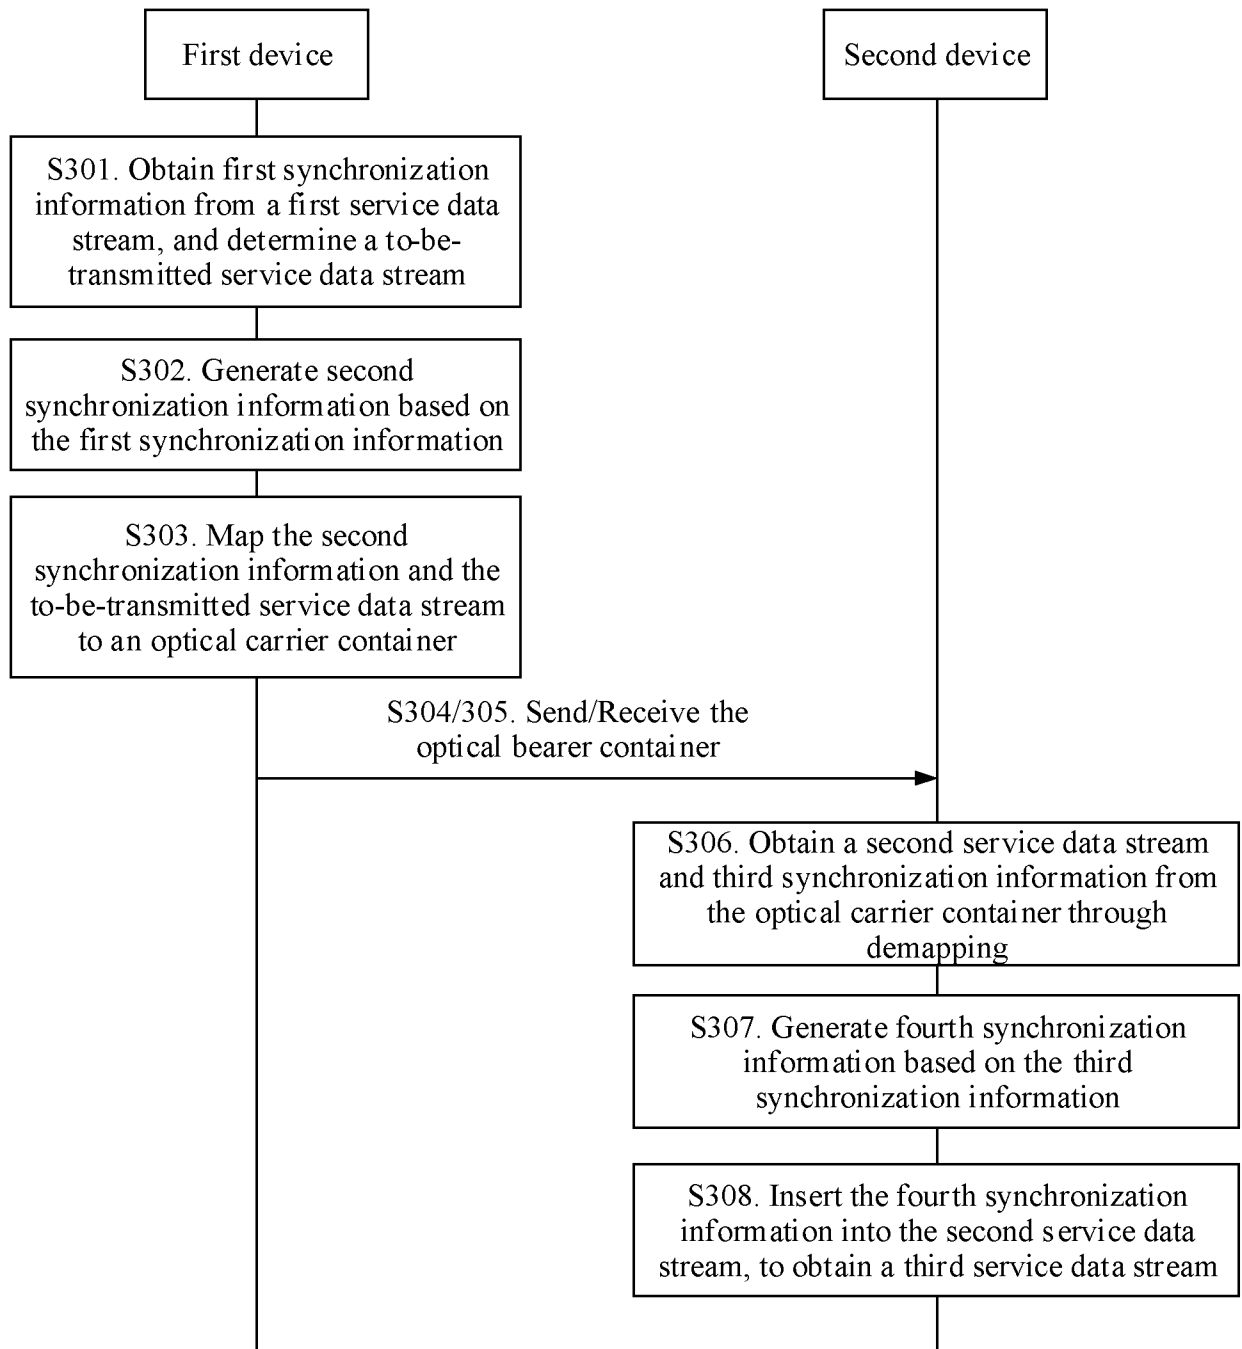 First device
Second device
S301. Obtain first synchronization
information from a first service data
stream, and determine a to-be-
transmitted service data stream
S302. Generate second
synchronization information based on
the first synchronization information
S303. Map the second
synchronization information and the
to-be-transmitted service data stream
to an optical carrier container
S304/305. Send/Receive the
optical bearer container
S306. Obtain a second service data stream
and third synchronization information from
the optical carrier container through
demapping
S307. Generate fourth synchronization
information based on the third
synchronization information
S308. Insert the fourth synchronization
information into the second service data
stream, to obtain a third service data stream